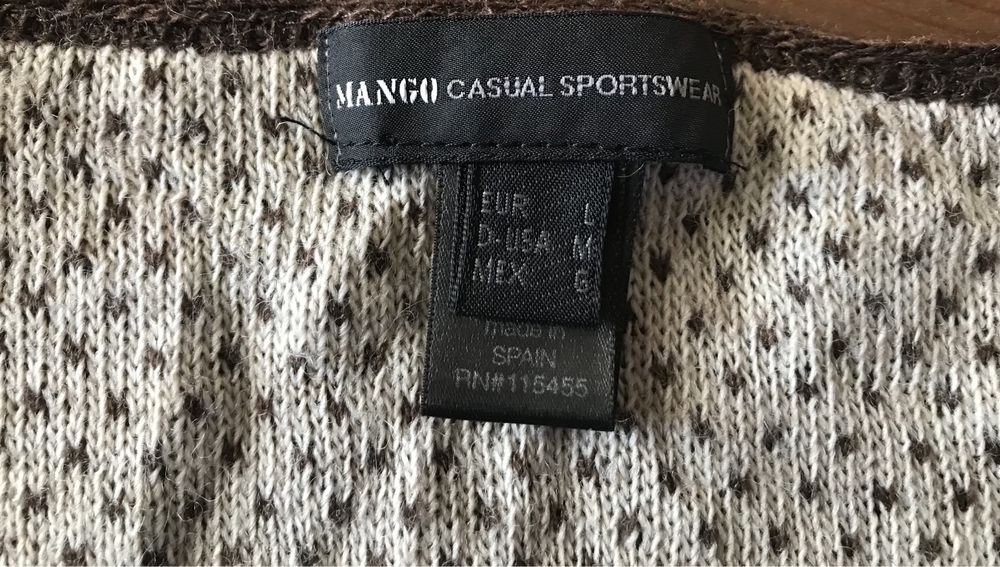 MANGO CASUAL SPORTSWEAR
EUR L
D-USA M
MEX G
made in
SPAIN
RN#115455